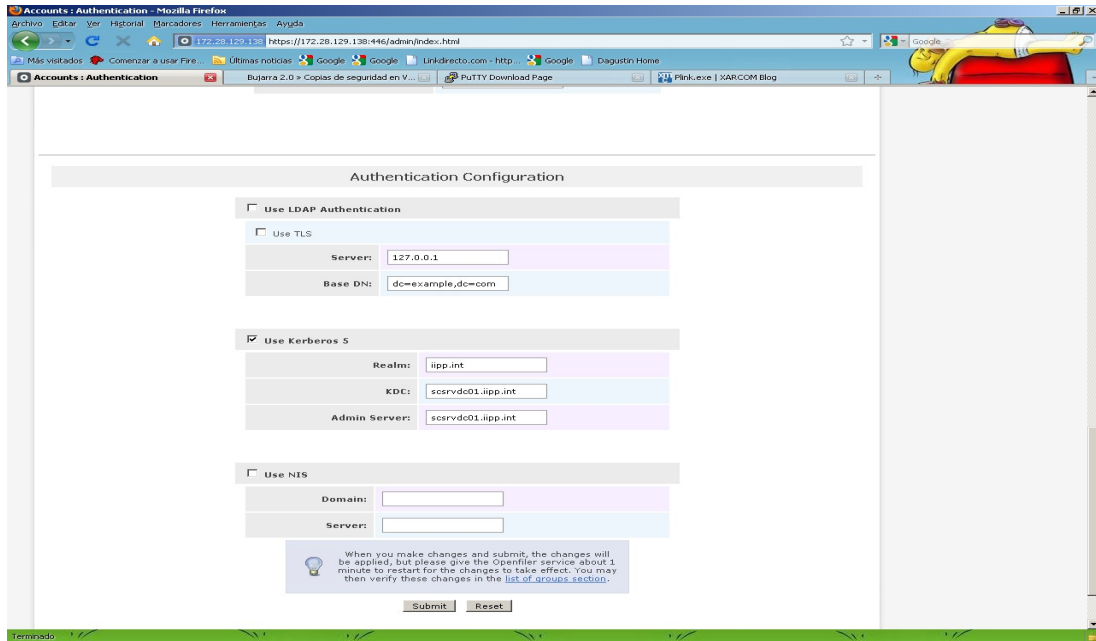 Accounts : Authentication - Mozilla Firefox
Archivo Editar Ver Historial Marcadores Herramientas Ayuda
172.28.129.138 https://172.28.129.138:446/admin/index.html
Google
Más visitados Comenzar a usar Fire... Últimas noticias Google Google Linkdirecto.com - http... Google Dagustin Home
Accounts : Authentication Bujarra 2.0 » Copias de seguridad en V... PuTTY Download Page Plink.exe | XARCOM Blog
Authentication Configuration
Use LDAP Authentication
Use TLS
Server: 127.0.0.1
Base DN: dc=example,dc=com
Use Kerberos 5
Realm: iipp.int
KDC: scsrvdc01.iipp.int
Admin Server: scsrvdc01.iipp.int
Use NIS
Domain:
Server:
When you make changes and submit, the changes will
be applied, but please give the Openfiler service about 1
minute to restart for the changes to take effect. You may
then verify these changes in the list of groups section.
Submit Reset
Terminado